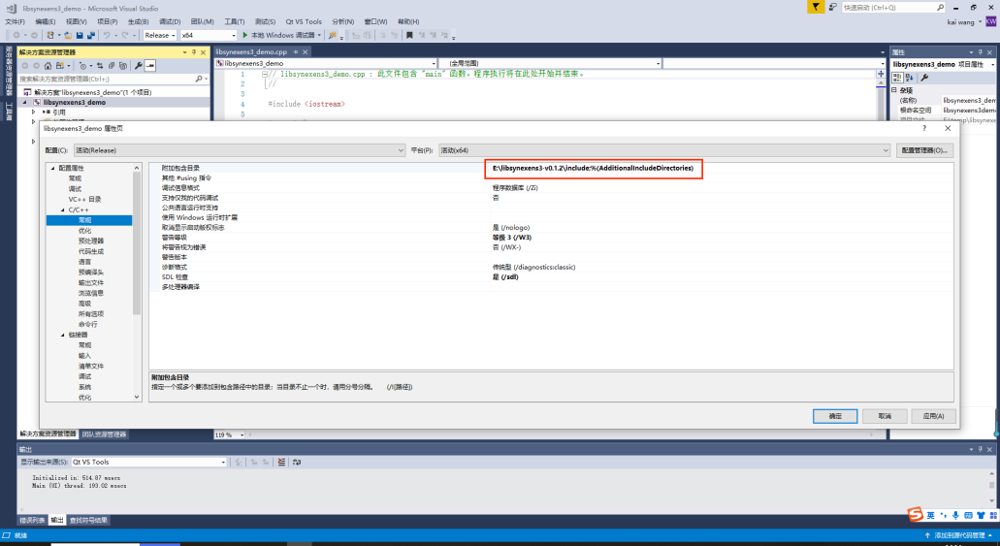 libsynexens3_demo - Microsoft Visual Studio
快速启动 (Ctrl+Q)
文件(F) 编辑(E) 视图(V) 项目(P) 生成(B) 调试(D) 团队(M) 工具(T) 测试(S) Qt VS Tools 分析(N) 窗口(W) 帮助(H)
kai wang KW
Release x64 本地 Windows 调试器
解决方案资源管理器
libsynexens3_demo.cpp
属性
libsynexens3_demo
(全局范围)
libsynexens3_demo 项目属性
搜索解决方案资源管理器(Ctrl+;)
解决方案"libsynexens3_demo"(1 个项目)
libsynexens3_demo
引用
1 // libsynexens3_demo.cpp : 此文件包含 "main" 函数。程序执行将在此处开始并结束。
2 //
3
4 #include <iostream>
5
杂项
(名称) libsynexens3_dem
根命名空间 libsynexens3dem
libsynexens3_demo 属性页
配置(C): 活动(Release) 平台(P): 活动(x64) 配置管理器(O)...
配置属性
常规
调试
VC++ 目录
C/C++
常规
优化
预处理器
代码生成
语言
预编译头
输出文件
浏览信息
高级
所有选项
命令行
链接器
常规
输入
清单文件
调试
系统
优化
附加包含目录 E:\libsynexens3-v0.1.2\include;%(AdditionalIncludeDirectories)
其他 #using 指令
调试信息格式 程序数据库 (/Zi)
支持仅我的代码调试 否
公共语言运行时支持
使用 Windows 运行时扩展
取消显示启动版权标志 是 (/nologo)
警告等级 等级 3 (/W3)
将警告视为错误 否 (/WX-)
警告版本
诊断格式 传统型 (/diagnostics:classic)
SDL 检查 是 (/sdl)
多处理器编译
附加包含目录
指定一个或多个要添加到包含路径中的目录；当目录不止一个时，请用分号分隔。 (/I[路径])
确定 取消 应用(A)
解决方案资源管理器 团队资源管理器
119 %
输出
显示输出来源(S): Qt VS Tools
Initialized in: 514.87 msecs
Main (UI) thread: 193.02 msecs
错误列表 输出 查找符号结果
英
就绪
添加到源代码管理